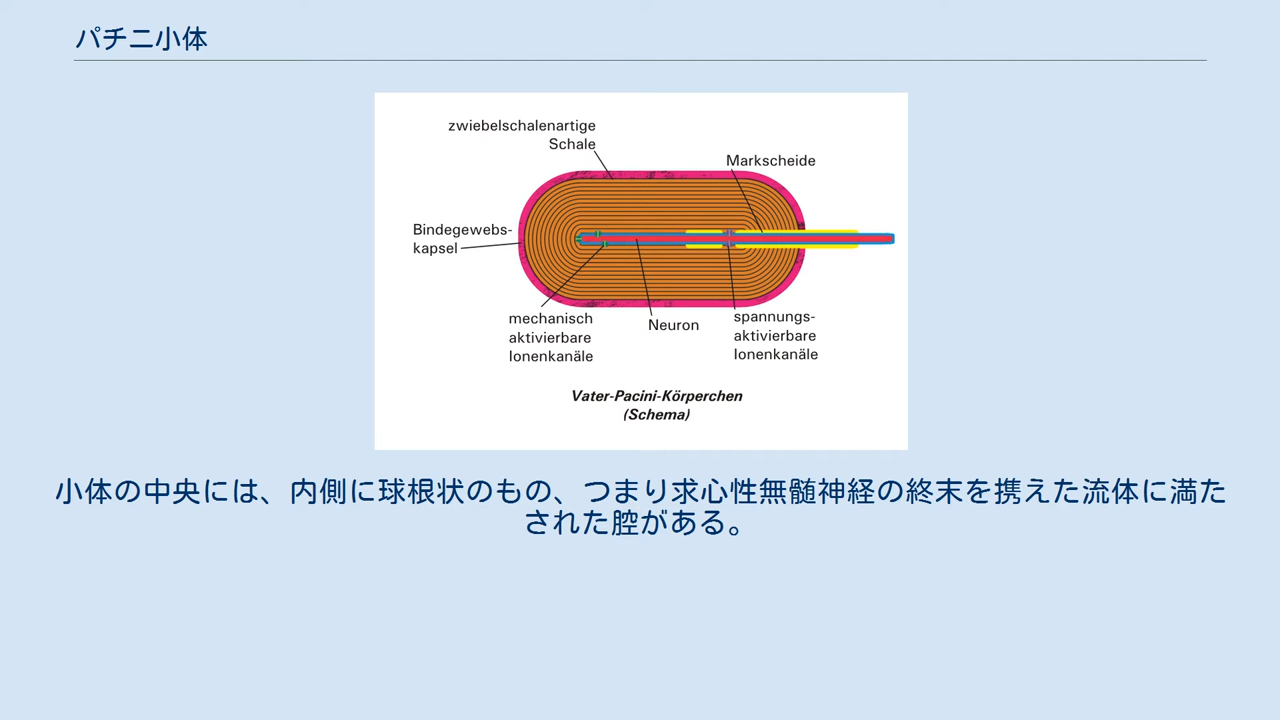 パチニ小体
zwiebelschalenartige
Schale
Markscheide
Bindegewebs-
kapsel
mechanisch
aktivierbare
Ionenkanäle
Neuron
spannungs-
aktivierbare
Ionenkanäle
Vater-Pacini-Körperchen
(Schema)
小体の中央には、内側に球根状のもの、つまり求心性無髄神経の終末を携えた流体に満た
された腔がある。